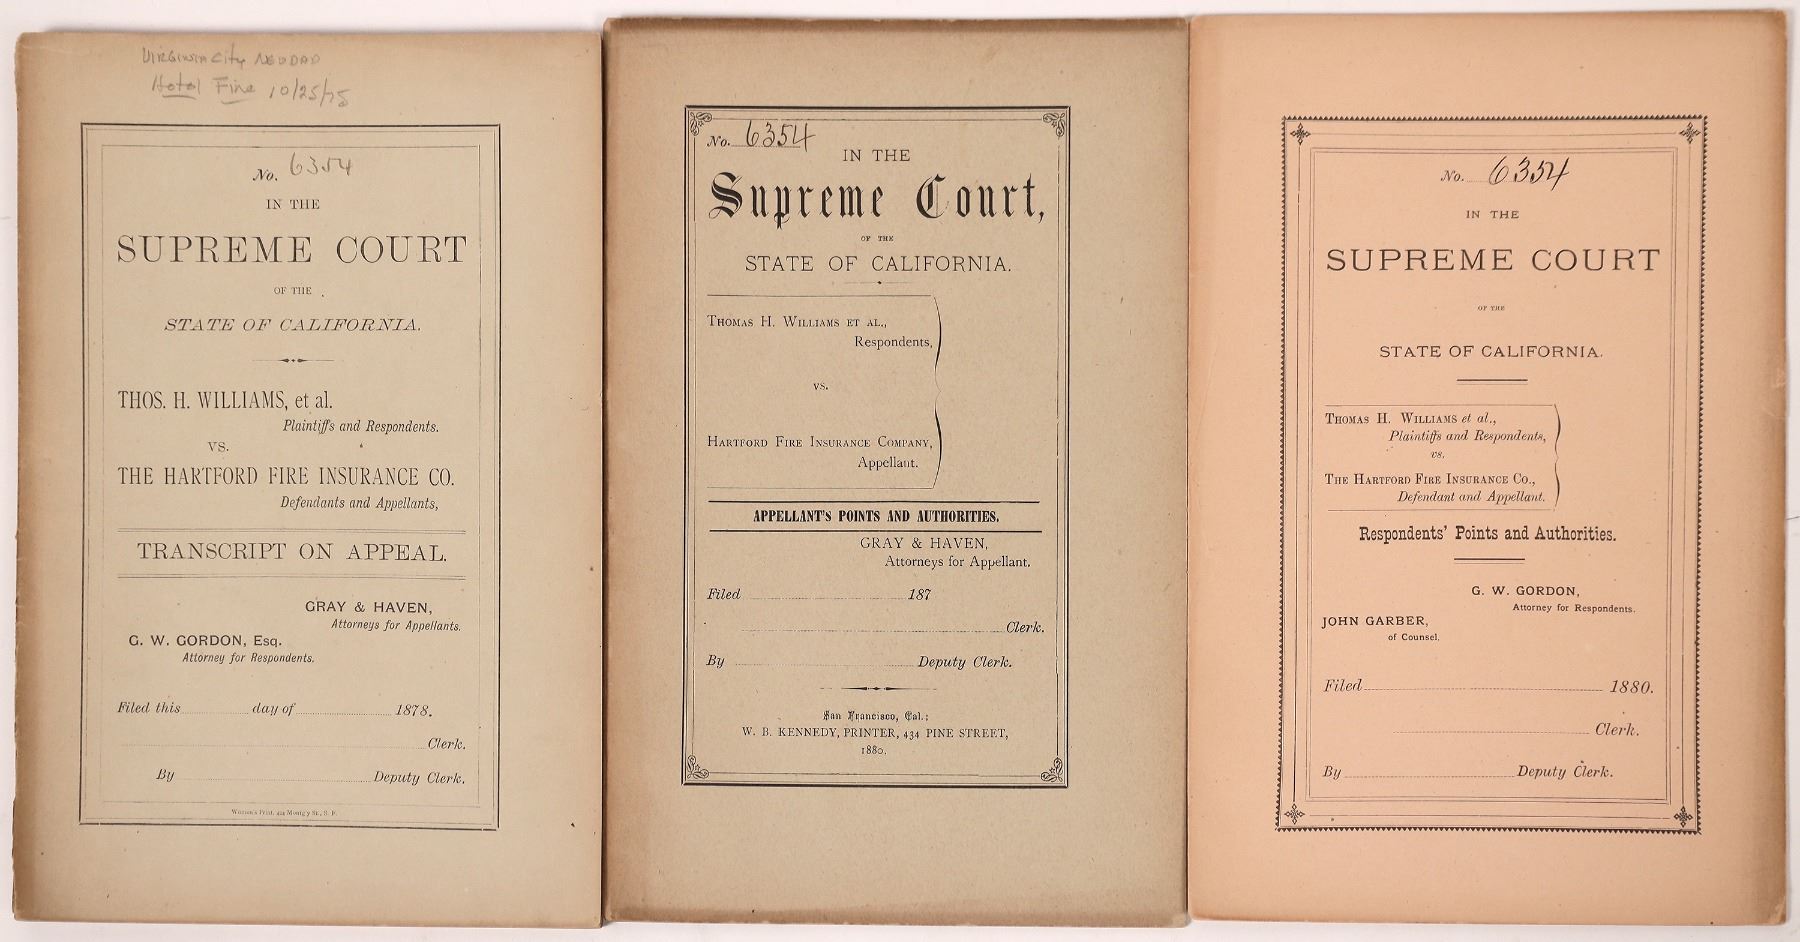 Virginia City Nevdad
Hotel Fire 10/25/75
No. 6354
IN THE
SUPREME COURT
OF THE
STATE OF CALIFORNIA.
THOS. H. WILLIAMS, et al.
Plaintiffs and Respondents.
VS.
THE HARTFORD FIRE INSURANCE CO.
Defendants and Appellants,
TRANSCRIPT ON APPEAL.
GRAY & HAVEN,
Attorneys for Appellants.
G. W. GORDON, Esq.
Attorney for Respondents.
Filed this day of 1878.
Clerk.
By Deputy Clerk.
Women's Print, 424 Montg'y St., S. F.
No. 6354
IN THE
Supreme Court,
OF THE
STATE OF CALIFORNIA.
THOMAS H. WILLIAMS ET AL.,
Respondents,
VS.
HARTFORD FIRE INSURANCE COMPANY,
Appellant.
APPELLANT'S POINTS AND AUTHORITIES.
GRAY & HAVEN,
Attorneys for Appellant.
Filed 187
Clerk.
By Deputy Clerk.
San Francisco, Cal.:
W. B. KENNEDY, PRINTER, 434 PINE STREET,
1880.
No. 6354
IN THE
SUPREME COURT
OF THE
STATE OF CALIFORNIA.
THOMAS H. WILLIAMS et al.,
Plaintiffs and Respondents,
vs.
THE HARTFORD FIRE INSURANCE CO.,
Defendant and Appellant.
Respondents' Points and Authorities.
G. W. GORDON,
Attorney for Respondents.
JOHN GARBER,
of Counsel.
Filed 1880.
Clerk.
By Deputy Clerk.